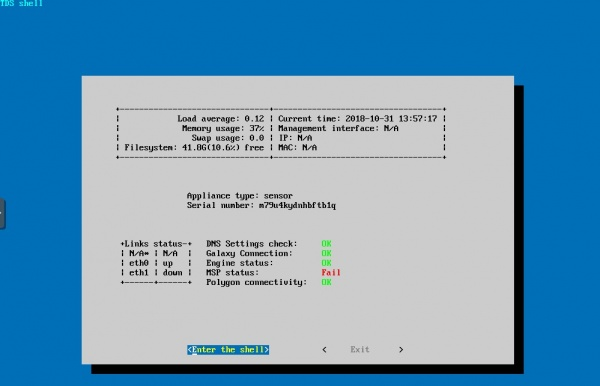 TDS shell
Load average: 0.12 | Current time: 2018-10-31 13:57:17
Memory usage: 37% | Management interface: N/A
Swap usage: 0.0 | IP: N/A
Filesystem: 41.8G(10.6%) free | MAC: N/A
Appliance type: sensor
Serial number: m79u4kydnhbftb1q
+Links status-+ DNS Settings check: OK
| N/A* | N/A | Galaxy Connection: OK
| eth0 | up | Engine status: OK
| eth1 | down | MSP status: Fail
Polygon connectivity: OK
<Enter the shell> < Exit >